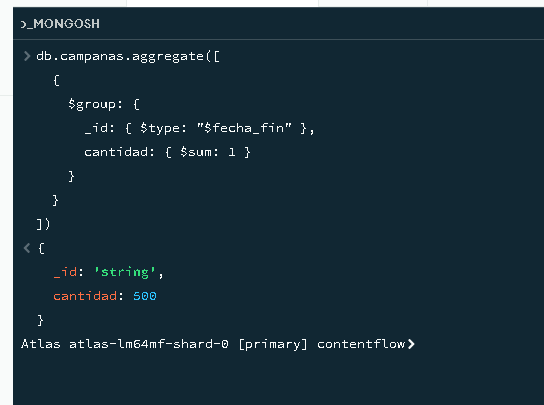 >_MONGOSH
> db.campanas.aggregate([
{
$group: {
_id: { $type: "$fecha_fin" },
cantidad: { $sum: 1 }
}
}
])
< {
_id: 'string',
cantidad: 500
}
Atlas atlas-lm64mf-shard-0 [primary] contentflow>